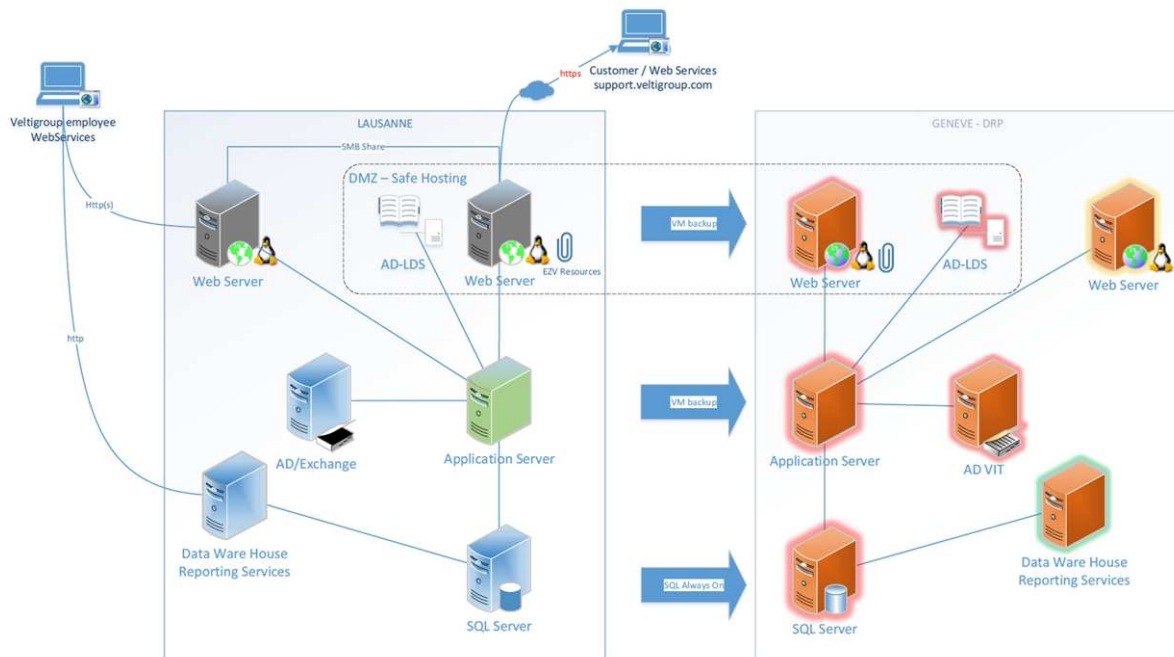 https
Customer / Web Services
support.veltigroup.com
Veltigroup employee
WebServices
LAUSANNE
GENEVE - DRP
SMB Share
DMZ – Safe Hosting
Http(s)
VM backup
EZV Resources
AD-LDS
Web Server
Web Server
Web Server
AD-LDS
Web Server
http
VM backup
AD/Exchange
Application Server
Application Server
AD VIT
Data Ware House
Reporting Services
Data Ware House
Reporting Services
SQL Always On
SQL Server
SQL Server